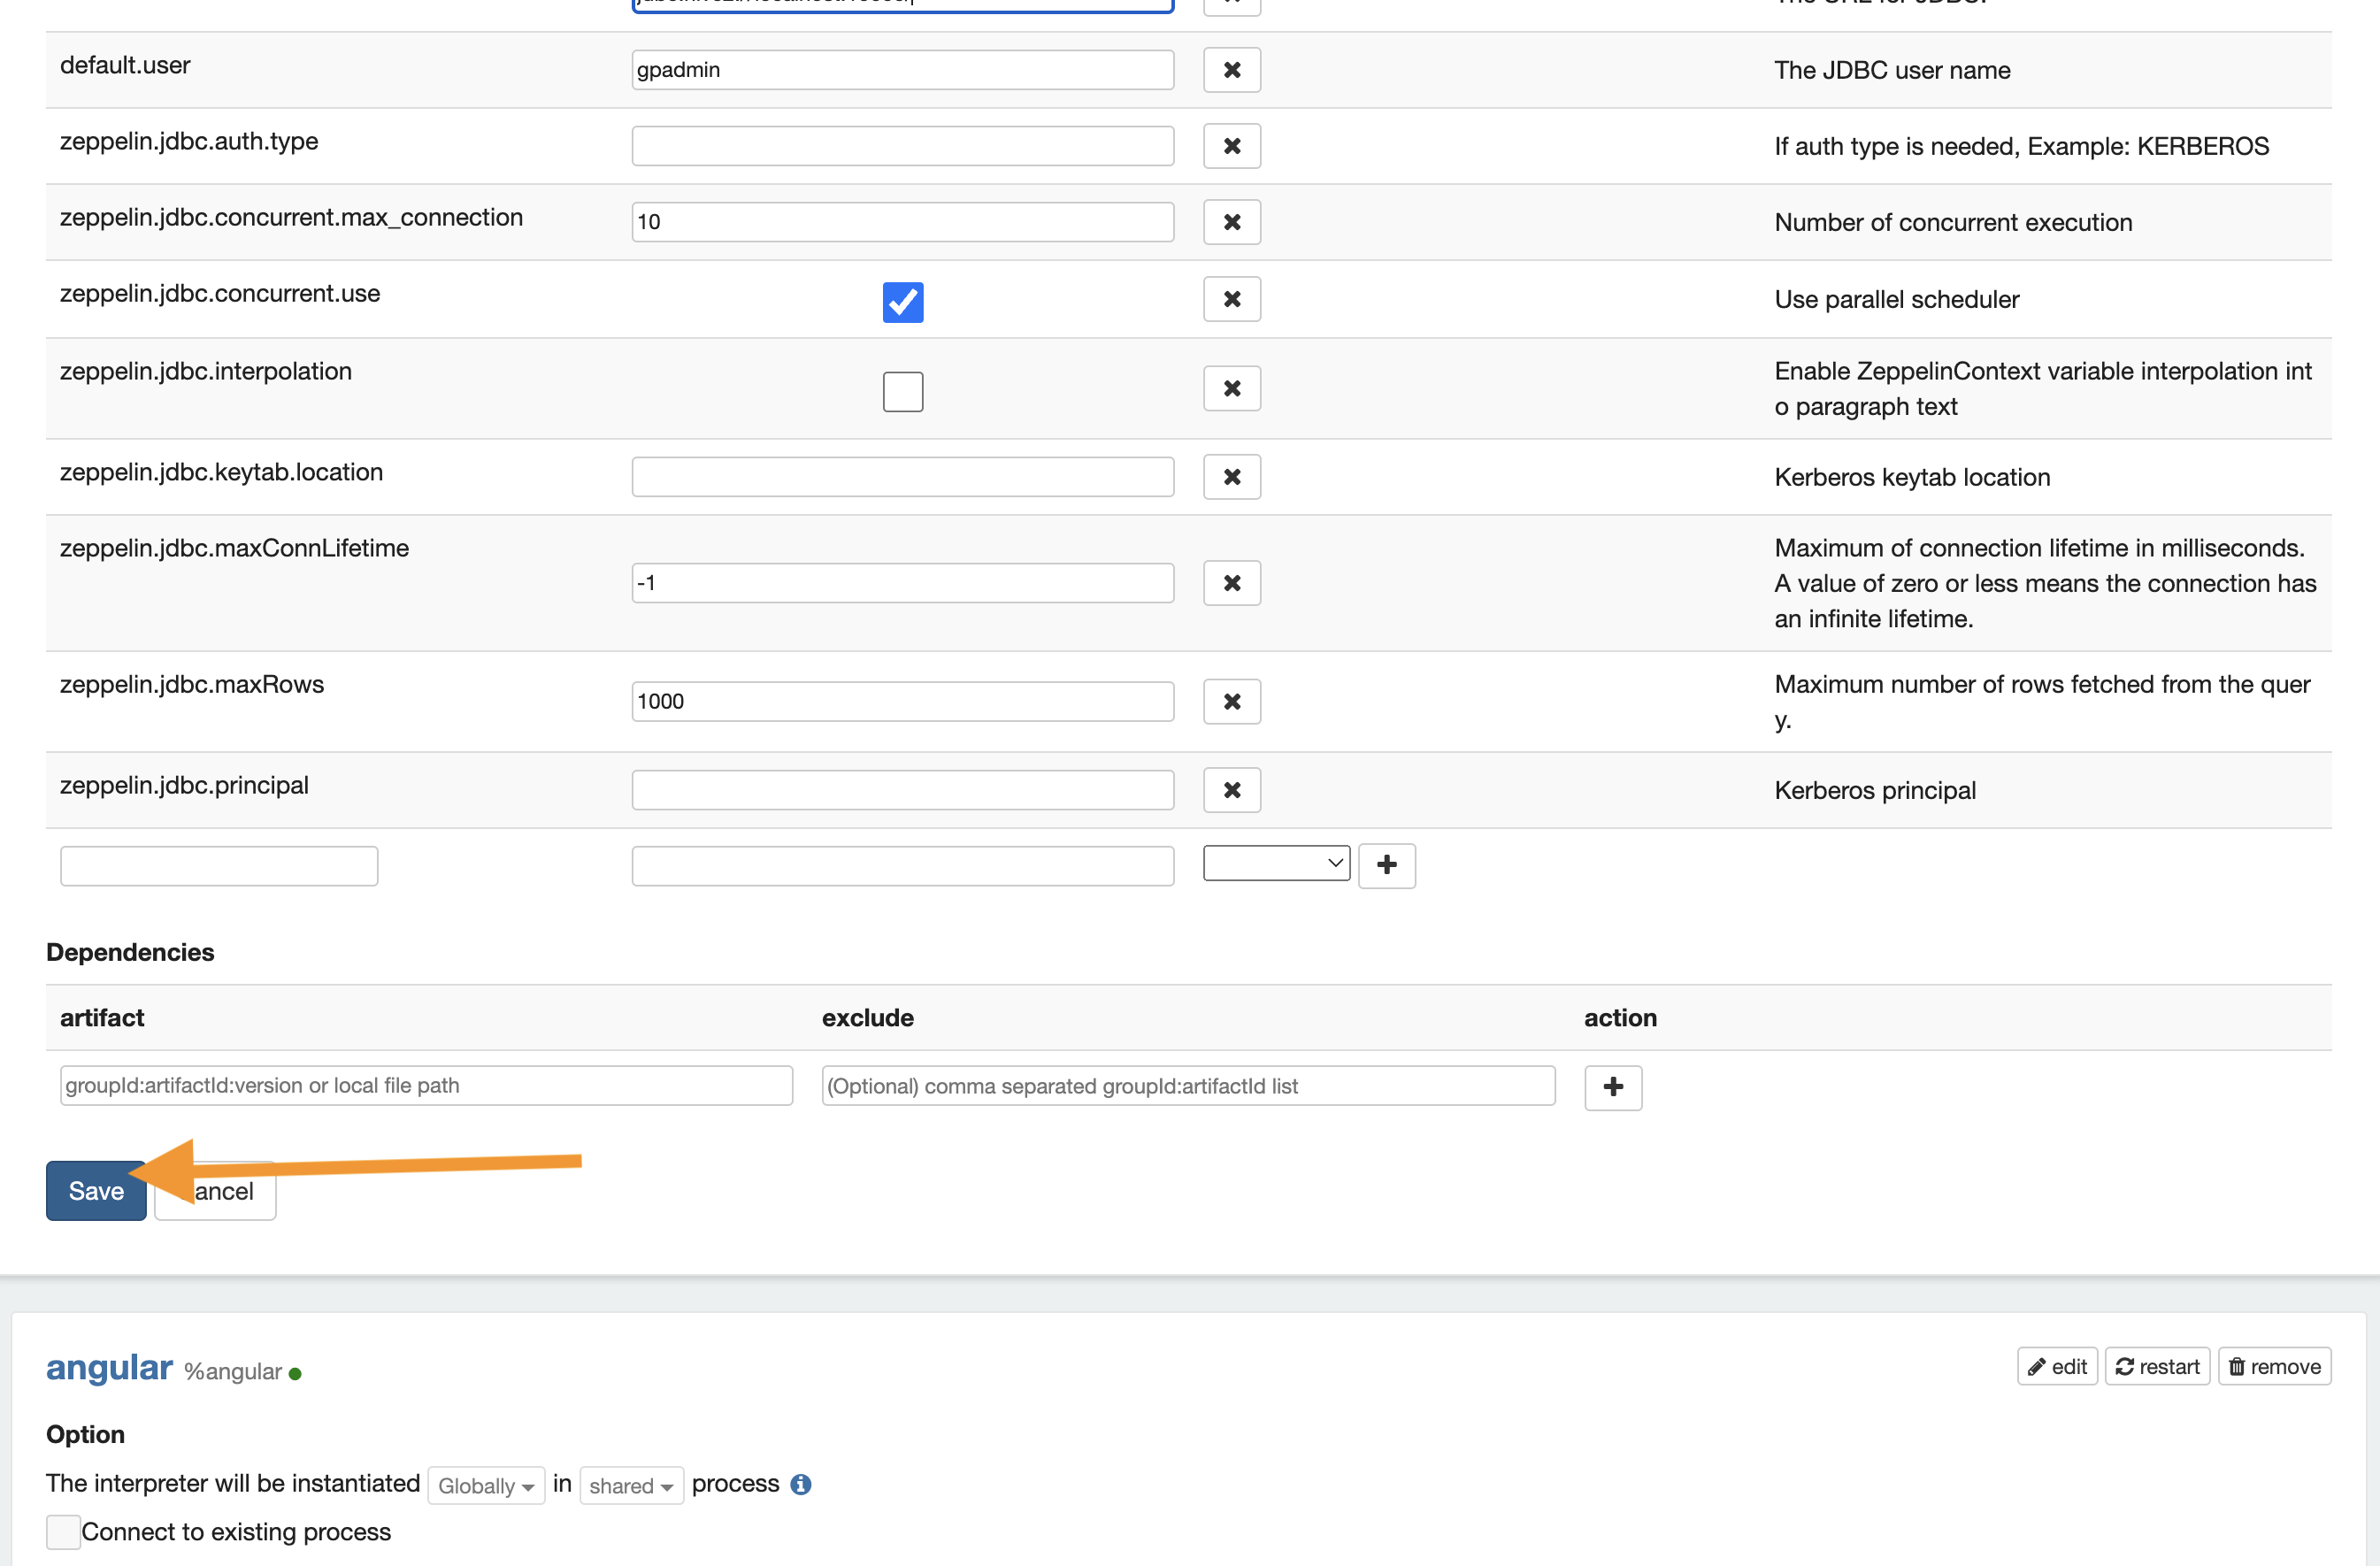 The URL for JDBC.
default.user gpadmin The JDBC user name
zeppelin.jdbc.auth.type If auth type is needed, Example: KERBEROS
zeppelin.jdbc.concurrent.max_connection 10 Number of concurrent execution
zeppelin.jdbc.concurrent.use Use parallel scheduler
zeppelin.jdbc.interpolation Enable ZeppelinContext variable interpolation int
o paragraph text
zeppelin.jdbc.keytab.location Kerberos keytab location
zeppelin.jdbc.maxConnLifetime Maximum of connection lifetime in milliseconds.
-1 A value of zero or less means the connection has
an infinite lifetime.
zeppelin.jdbc.maxRows Maximum number of rows fetched from the quer
1000 y.
zeppelin.jdbc.principal Kerberos principal
Dependencies
artifact exclude action
groupId:artifactId:version or local file path (Optional) comma separated groupId:artifactId list
Save ancel
angular %angular edit restart remove
Option
The interpreter will be instantiated Globally in shared process
Connect to existing process